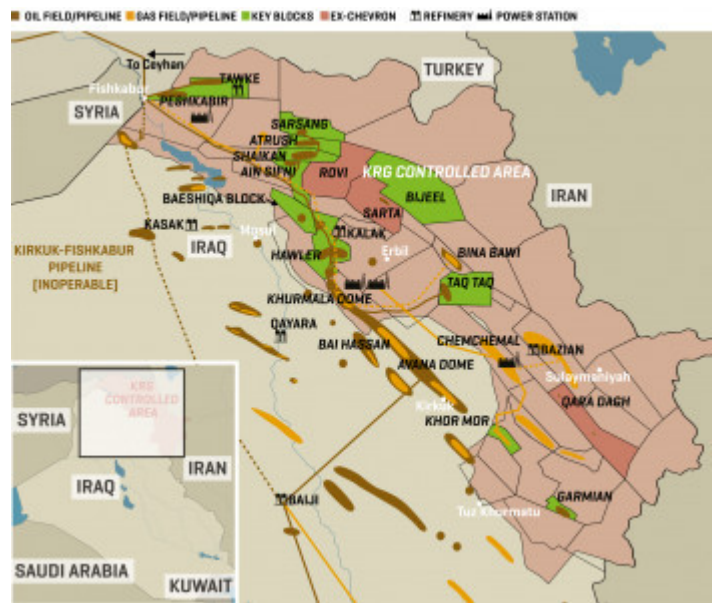 OIL FIELD/PIPELINE GAS FIELD/PIPELINE KEY BLOCKS EX-CHEVRON REFINERY POWER STATION
To Ceyhan
TURKEY
Fishkabur
TAWKE
PESHKABIR
SYRIA
SARSANG
ATRUSH
SHAIKAN
ROVI
KRG CONTROLLED AREA
AIN SIFNI
BIJEEL
IRAN
BAESHIQA BLOCK
SARTA
KASAK
Mosul
KALAK
IRAQ
Erbil
BINA BAWI
KIRKUK-FISHKABUR
PIPELINE
[INOPERABLE]
HAWLER
TAQ TAQ
KHURMALA DOME
QAYARA
BAI HASSAN
CHEMCHEMAL
BAZIAN
AVANA DOME
Suleymaniyah
KRG
CONTROLLED
AREA
Kirkuk
QARA DAGH
SYRIA
KHOR MOR
IRAN
IRAQ
BAIJI
GARMIAN
Tuz Khormatu
SAUDI ARABIA
KUWAIT